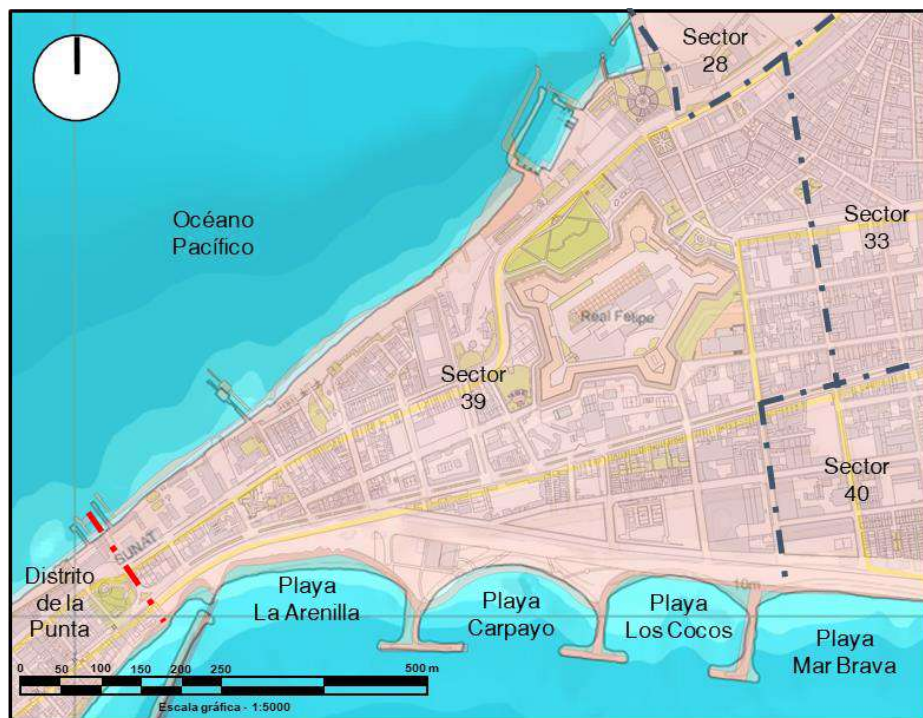 Sector
28
Océano
Pacífico
Sector
33
Real Felipe
Sector
39
Sector
40
SUNAT
Distrito
de la
Punta
Playa
La Arenilla
Playa
Carpayo
Playa
Los Cocos
10m
Playa
Mar Brava
0 50 100 150 200 250 500 m
Escala gráfica - 1:5000